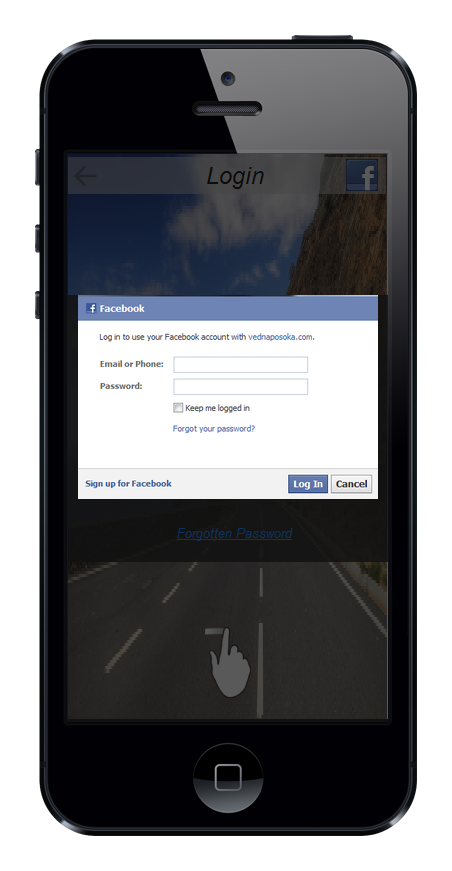 Login
f
f Facebook
Log in to use your Facebook account with vednaposoka.com.
Email or Phone:
Password:
Keep me logged in
Forgot your password?
Sign up for Facebook Log In Cancel
Forgotten Password